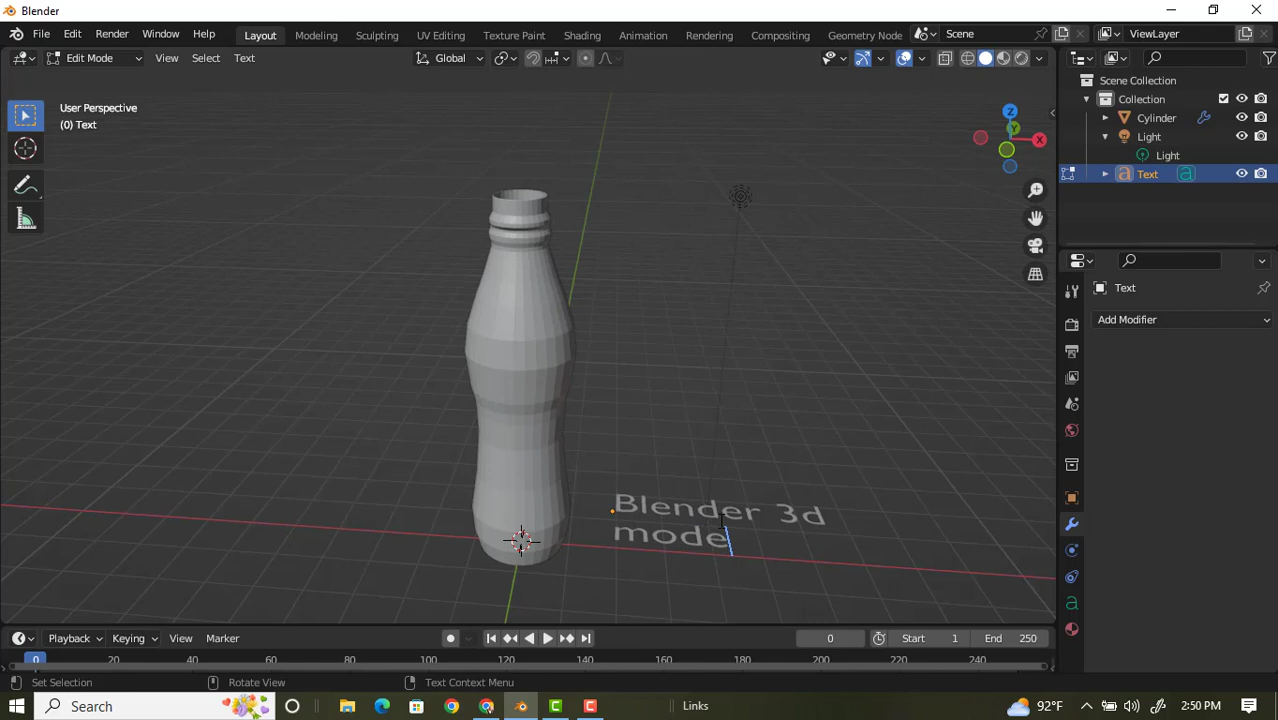 Blender
File Edit Render Window Help Layout Modeling Sculpting UV Editing Texture Paint Shading Animation Rendering Compositing Geometry Node Scene ViewLayer
Edit Mode View Select Text Global
User Perspective
(0) Text
Z
Y
X
Scene Collection
Collection
Cylinder
Light
Light
Text
Text
Add Modifier
Blender 3d
mode
Playback Keying View Marker 0 Start 1 End 250
0 20 40 60 80 100 120 140 160 180 200 220 240
Set Selection Rotate View Text Context Menu
Search Links 92°F 2:50 PM